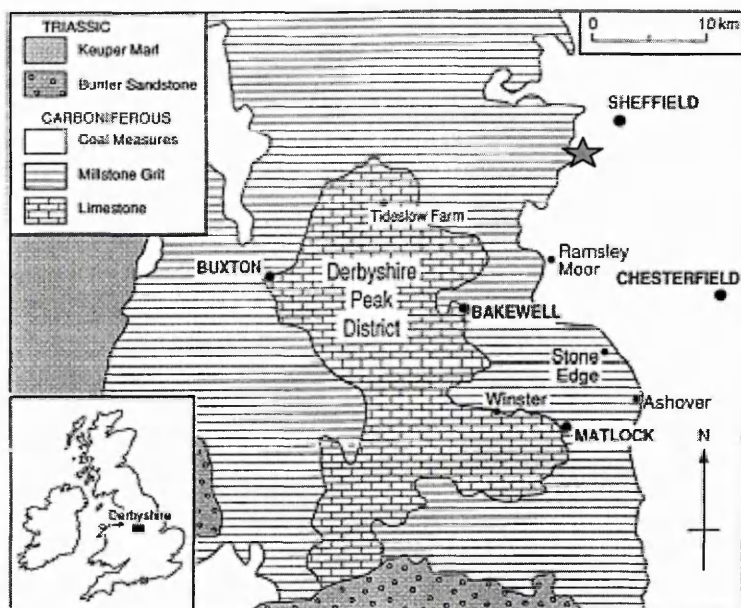 TRIASSIC
Keuper Marl
Bunter Sandstone
CARBONIFEROUS
Coal Measures
Millstone Grit
Limestone
0 10 km
SHEFFIELD
Tideslow Farm
Ramsley
Moor
BUXTON
Derbyshire
Peak
District
CHESTERFIELD
BAKEWELL
Stone
Edge
Winster
Ashover
MATLOCK
N
Derbyshire